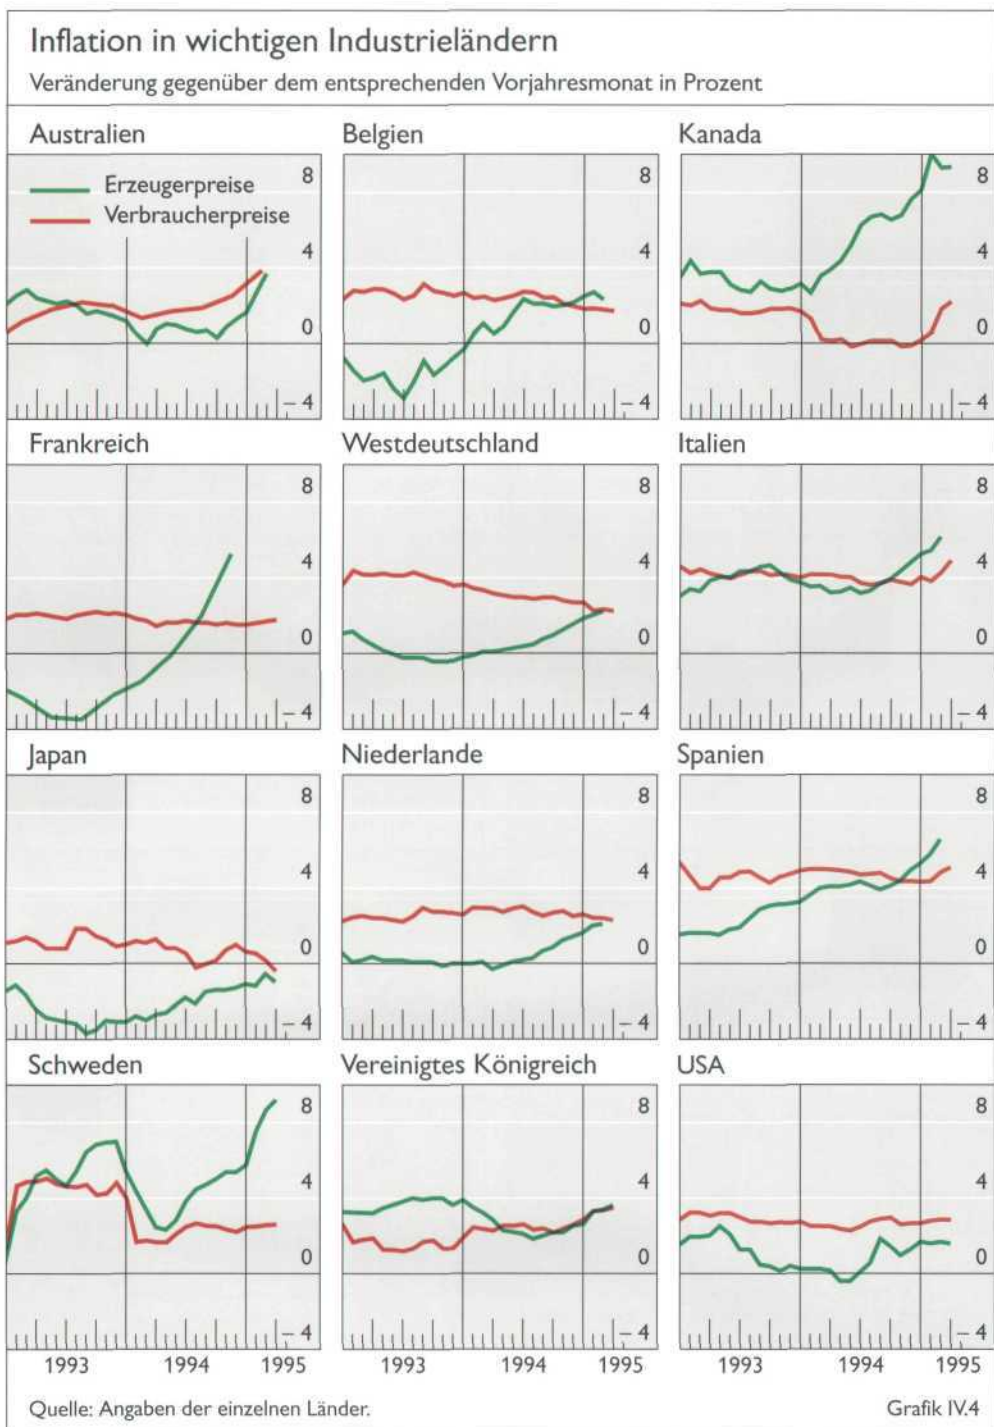 Inflation in wichtigen Industrieländern
Veränderung gegenüber dem entsprechenden Vorjahresmonat in Prozent
Australien Belgien Kanada
Erzeugerpreise
Verbraucherpreise
8 8 8
4 4 4
0 0 0
– 4 – 4 – 4
Frankreich Westdeutschland Italien
8 8 8
4 4 4
0 0 0
– 4 – 4 – 4
Japan Niederlande Spanien
8 8 8
4 4 4
0 0 0
– 4 – 4 – 4
Schweden Vereinigtes Königreich USA
8 8 8
4 4 4
0 0 0
– 4 – 4 – 4
1993 1994 1995 1993 1994 1995 1993 1994 1995
Quelle: Angaben der einzelnen Länder. Grafik IV.4